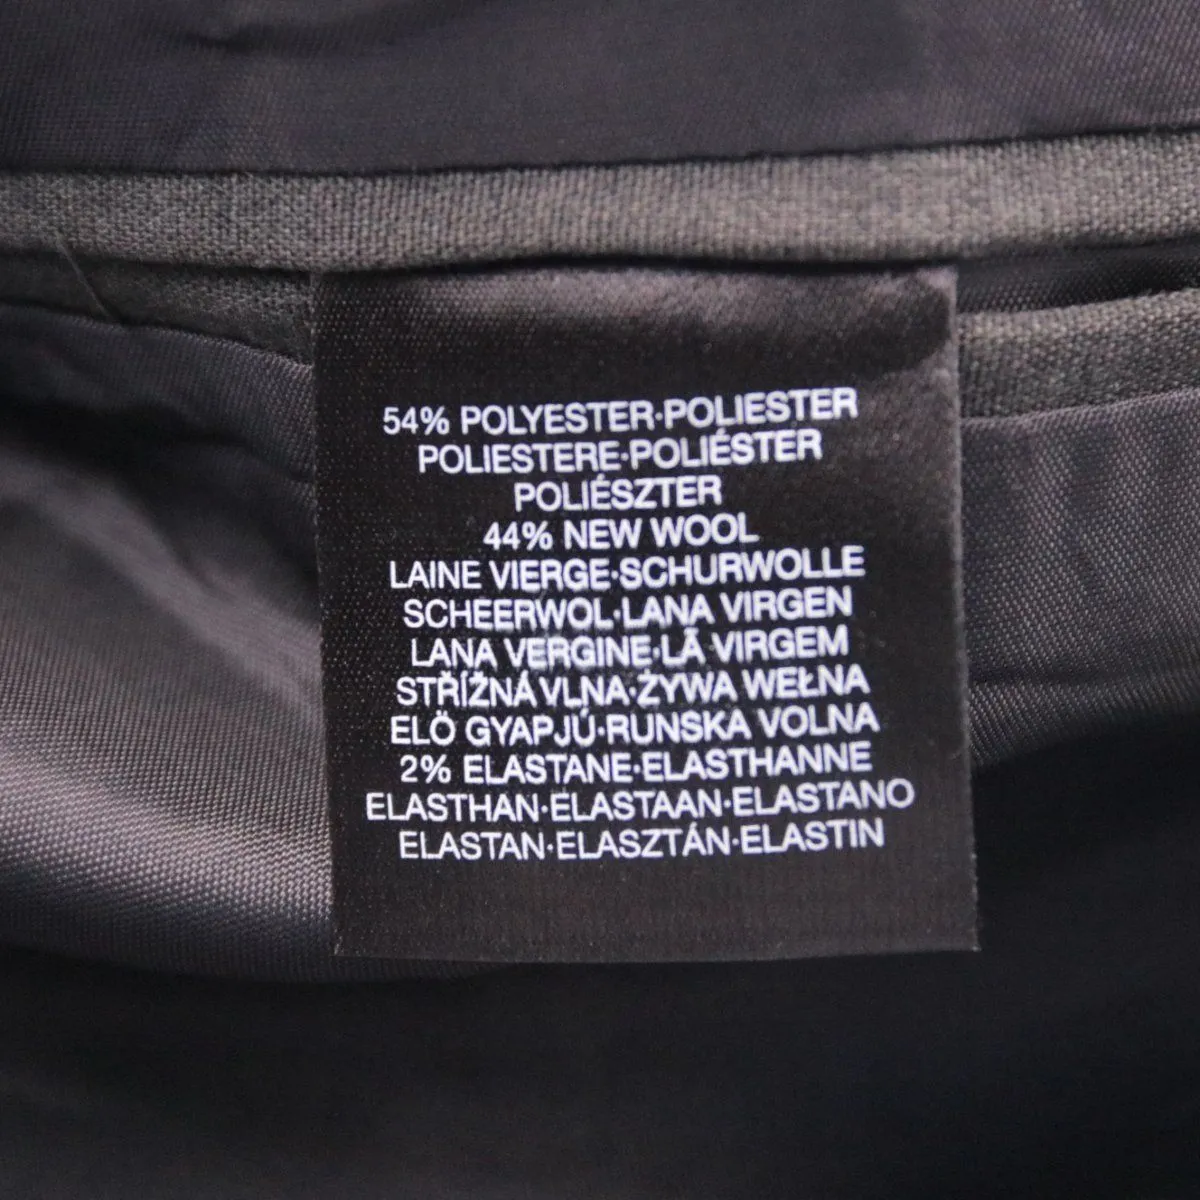 54% POLYESTER·POLIESTER
POLIESTERE·POLIÉSTER
POLIÉSZTER
44% NEW WOOL
LAINE VIERGE·SCHURWOLLE
SCHEERWOL·LANA VIRGEN
LANA VERGINE·LÃ VIRGEM
STŘÍŽNÁ VLNA·ŻYWA WEŁNA
ELÖ GYAPJÚ·RUNSKA VOLNA
2% ELASTANE·ELASTHANNE
ELASTHAN·ELASTAAN·ELASTANO
ELASTAN·ELASZTÁN·ELASTIN